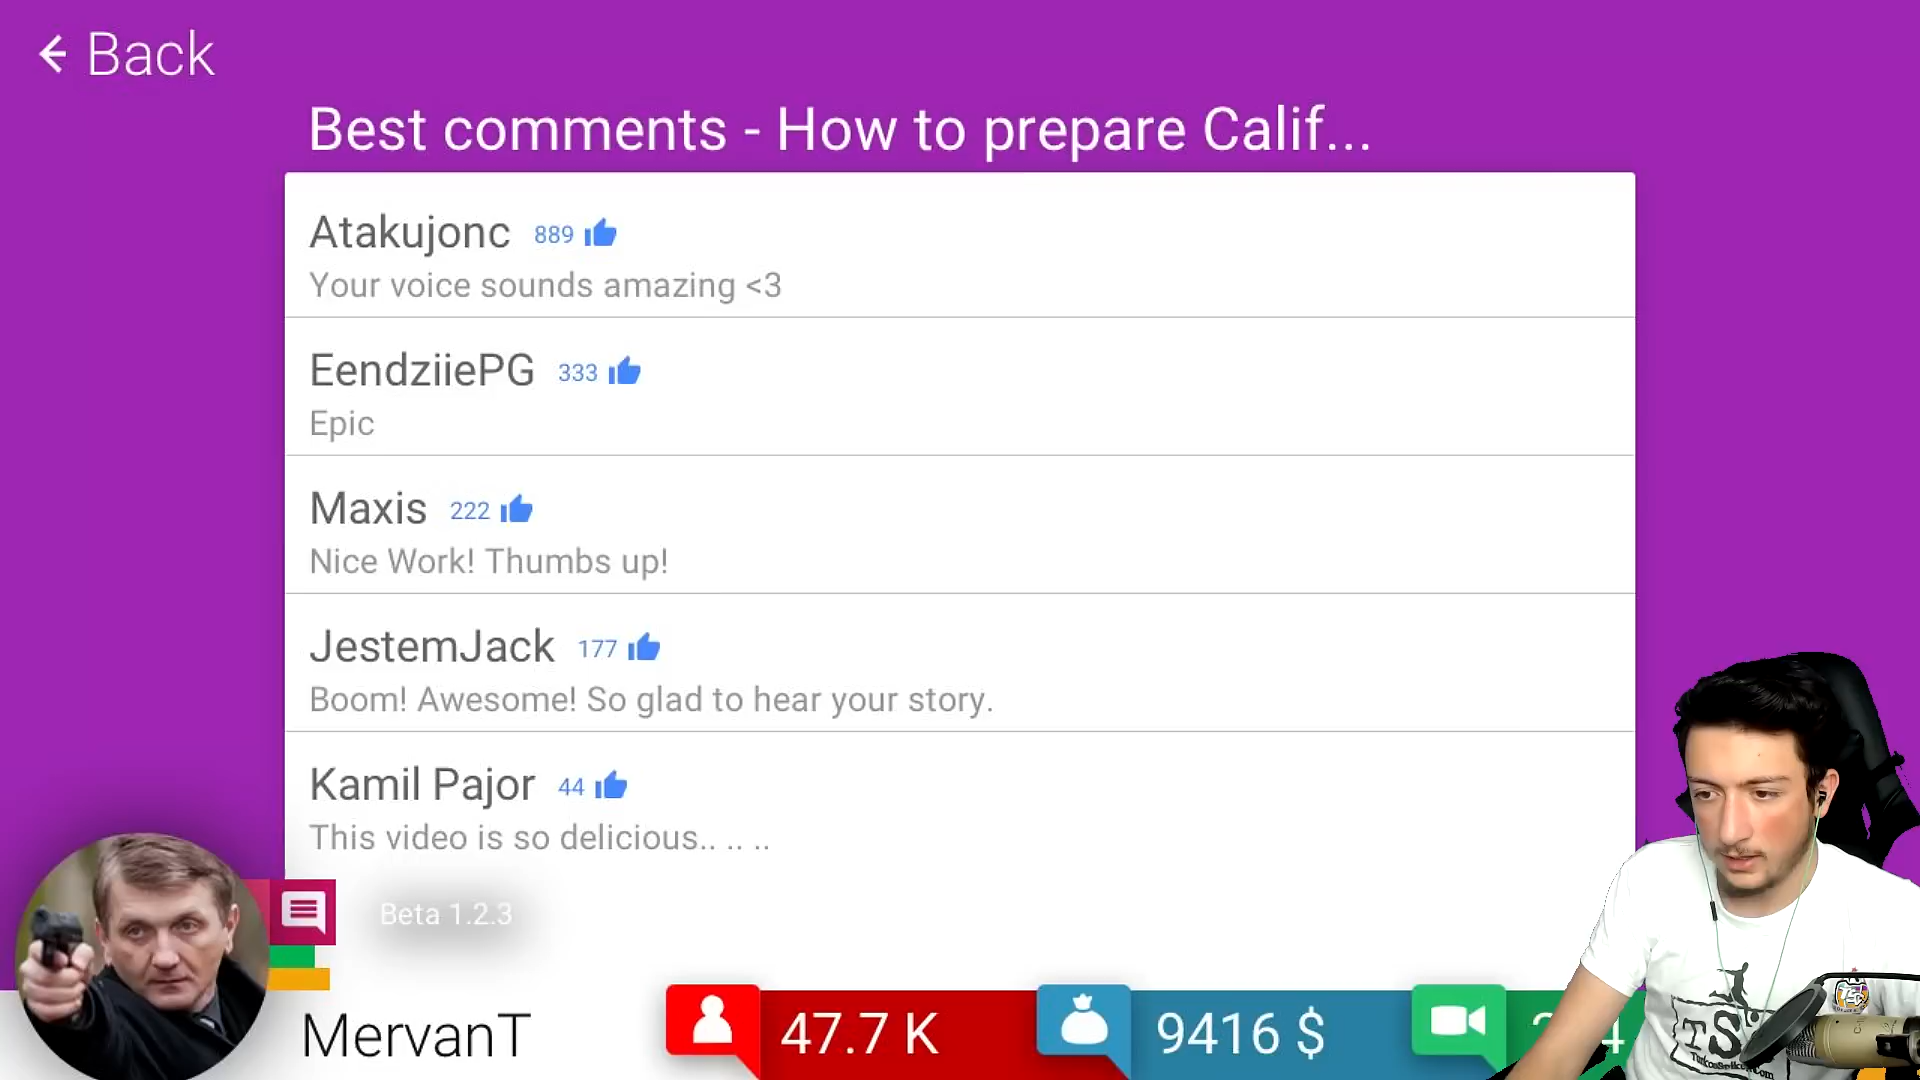 Back
Best comments - How to prepare Calif...
Atakujonc 889
Your voice sounds amazing <3
EendziiePG 333
Epic
Maxis 222
Nice Work! Thumbs up!
JestemJack 177
Boom! Awesome! So glad to hear your story.
Kamil Pajor 44
This video is so delicious.. .. ..
Beta 1.2.3
MervanT
47.7 K
9416 $
TS